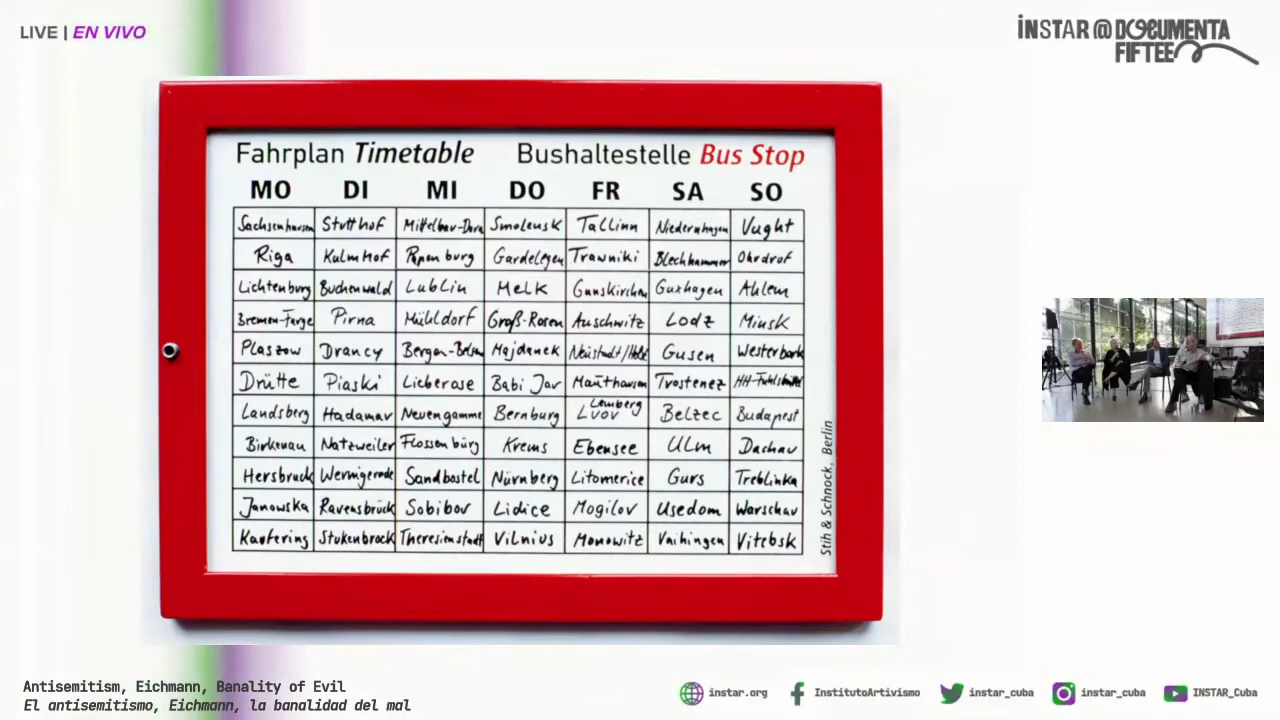 LIVE | EN VIVO
iNSTAR @ DOCUMENTA
FIFTEEN
Fahrplan Timetable Bushaltestelle Bus Stop
MO DI MI DO FR SA SO
Sachsenhausen Stutthof Mittelbau-Dora Smolensk Tallinn Niedernhagen Vught
Riga Kulmhof Papenburg Gardelegen Trawniki Blechhammer Ohrdrof
Lichtenburg Buchenwald Lublin Melk Gunskirchen Guxhagen Ahlem
Bremen-Farge Pirna Mühldorf Groß-Rosen Auschwitz Lodz Minsk
Plaszow Drancy Bergen-Belsen Majdanek Neustadt/Holst Gusen Westerbork
Drütte Piaski Lieberose Babi Jar Mauthausen Trostenez HH-Fuhlsbüttel
Landsberg Hadamar Neuengamme Bernburg Lvov Lemberg Belzec Budapest
Birkenau Natzweiler Flossenbürg Krems Ebensee Ulm Dachau
Hersbruck Wernigerode Sandbostel Nürnberg Litomerice Gurs Treblinka
Janowska Ravensbrück Sobibor Lidice Mogilov Usedom Warschau
Kaufering Stukenbrock Theresienstadt Vilnius Monowitz Vaihingen Vitebsk
Stih & Schnock, Berlin
Antisemitism, Eichmann, Banality of Evil
El antisemitismo, Eichmann, la banalidad del mal
instar.org InstitutoArtivismo instar_cuba instar_cuba INSTAR_Cuba